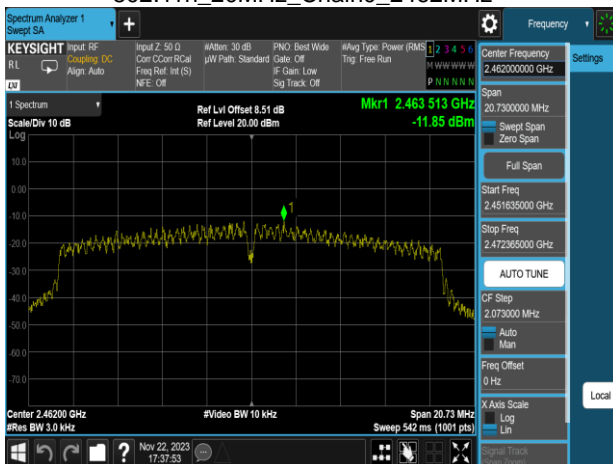 Spectrum Analyzer 1
Swept SA
Frequency
KEYSIGHT
RL
LXI
Input: RF
Coupling: DC
Align: Auto
Input Z: 50 Ω
Corr CCorr RCal
Freq Ref: Int (S)
NFE: Off
#Atten: 30 dB
µW Path: Standard
PNO: Best Wide
Gate: Off
IF Gain: Low
Sig Track: Off
#Avg Type: Power (RMS
Trig: Free Run
1 2 3 4 5 6
M W W W W W
P N N N N N
1 Spectrum
Scale/Div 10 dB
Log
Ref Lvl Offset 8.51 dB
Ref Level 20.00 dBm
Mkr1 2.463 513 GHz
-11.85 dBm
10.0
0.00
-10.0
-20.0
-30.0
-40.0
-50.0
-60.0
-70.0
1
Center 2.46200 GHz
#Res BW 3.0 kHz
#Video BW 10 kHz
Span 20.73 MHz
Sweep 542 ms (1001 pts)
Center Frequency
2.462000000 GHz
Span
20.7300000 MHz
Swept Span
Zero Span
Full Span
Start Freq
2.451635000 GHz
Stop Freq
2.472365000 GHz
AUTO TUNE
CF Step
2.073000 MHz
Auto
Man
Freq Offset
0 Hz
X Axis Scale
Log
Lin
Signal Track
(Span Zoom)
Settings
Local
Nov 22, 2023
17:37:53